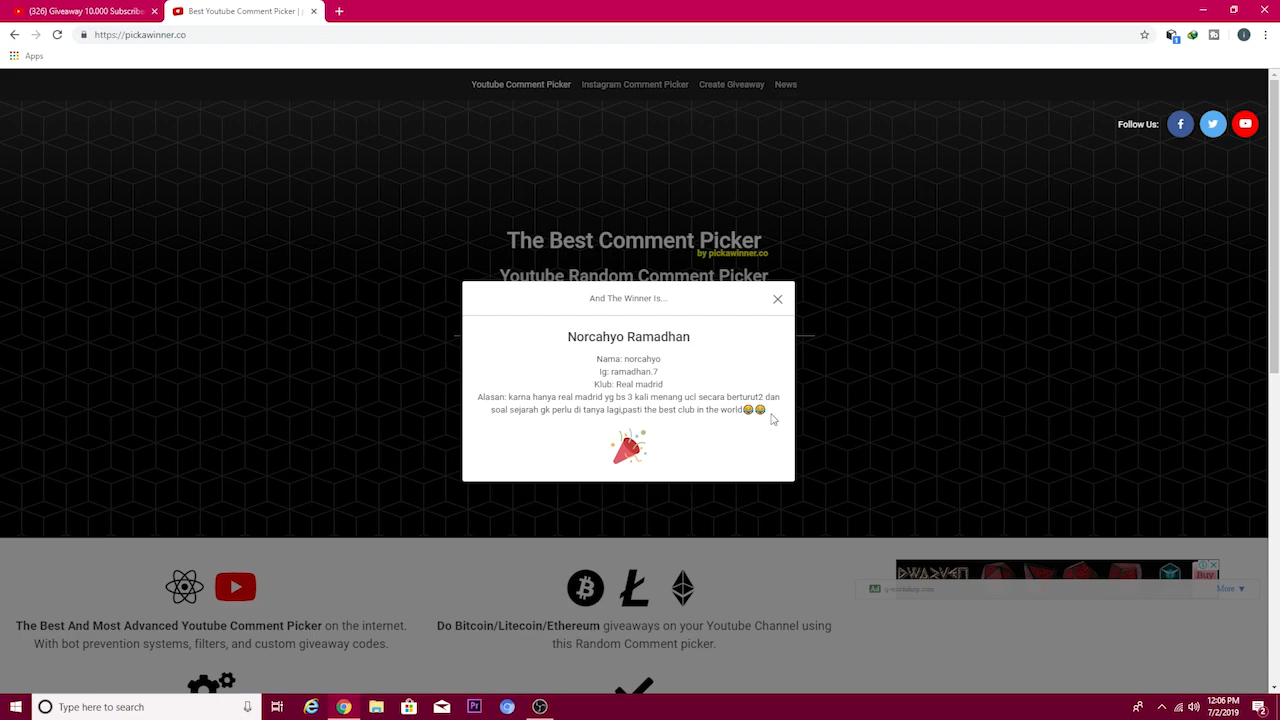 (326) Giveaway 10.000 Subscribe
Best Youtube Comment Picker |
https://pickawinner.co
Apps
Youtube Comment Picker
Instagram Comment Picker
Create Giveaway
News
Follow Us:
The Best Comment Picker
by pickawinner.co
Youtube Random Comment Picker
And The Winner Is...
Norcahyo Ramadhan
Nama: norcahyo
Ig: ramadhan.7
Klub: Real madrid
Alasan: karna hanya real madrid yg bs 3 kali menang ucl secara berturut2 dan
soal sejarah gk perlu di tanya lagi,pasti the best club in the world😂😂
DWARVEN
Buy
Ad
More
The Best And Most Advanced Youtube Comment Picker on the internet.
With bot prevention systems, filters, and custom giveaway codes.
Do Bitcoin/Litecoin/Ethereum giveaways on your Youtube Channel using
this Random Comment picker.
Type here to search
Pr
12:06 PM
7/2/2019
2